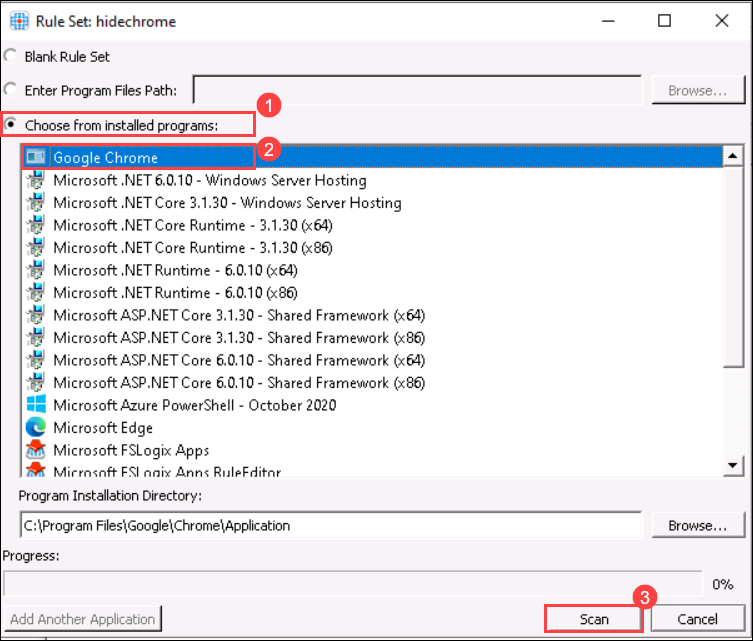 Rule Set: hidechrome
Blank Rule Set
Enter Program Files Path:
Browse...
1
Choose from installed programs:
2
Google Chrome
Microsoft .NET 6.0.10 - Windows Server Hosting
Microsoft .NET Core 3.1.30 - Windows Server Hosting
Microsoft .NET Core Runtime - 3.1.30 (x64)
Microsoft .NET Core Runtime - 3.1.30 (x86)
Microsoft .NET Runtime - 6.0.10 (x64)
Microsoft .NET Runtime - 6.0.10 (x86)
Microsoft ASP.NET Core 3.1.30 - Shared Framework (x64)
Microsoft ASP.NET Core 3.1.30 - Shared Framework (x86)
Microsoft ASP.NET Core 6.0.10 - Shared Framework (x64)
Microsoft ASP.NET Core 6.0.10 - Shared Framework (x86)
Microsoft Azure PowerShell - October 2020
Microsoft Edge
Microsoft FSLogix Apps
Microsoft FSLogix Apps RuleEditor
Program Installation Directory:
C:\Program Files\Google\Chrome\Application
Browse...
Progress:
0%
3
Add Another Application
Scan
Cancel